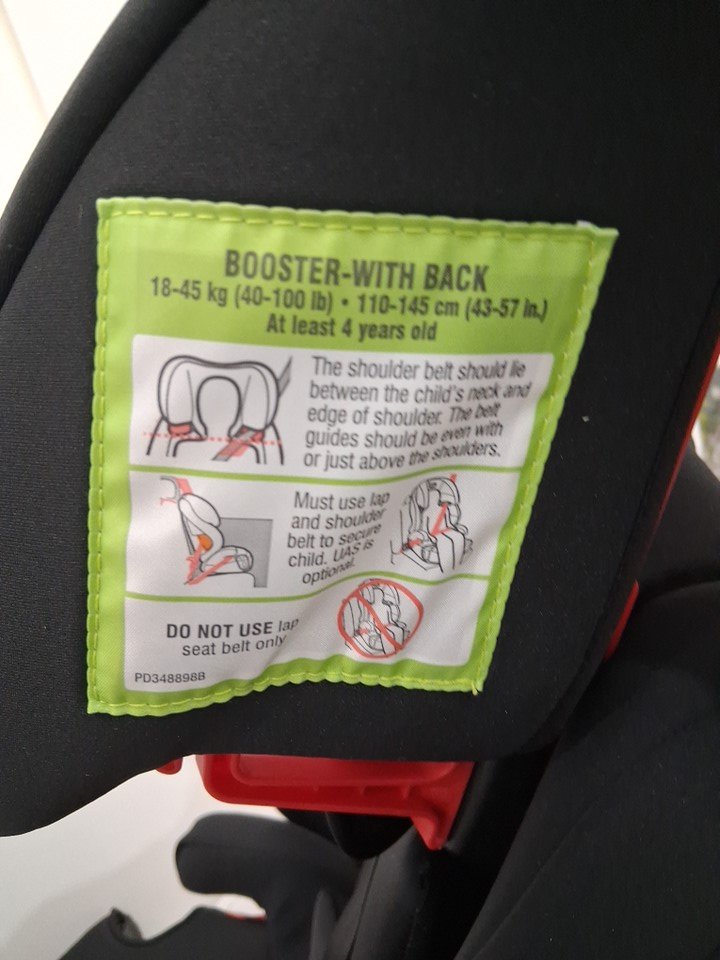 BOOSTER-WITH BACK
18-45 kg (40-100 lb) • 110-145 cm (43-57 in.)
At least 4 years old
The shoulder belt should lie
between the child's neck and
edge of shoulder. The belt
guides should be even with
or just above the shoulders.
Must use lap
and shoulder
belt to secure
child. UAS is
optional.
DO NOT USE lap
seat belt only.
PD348898B